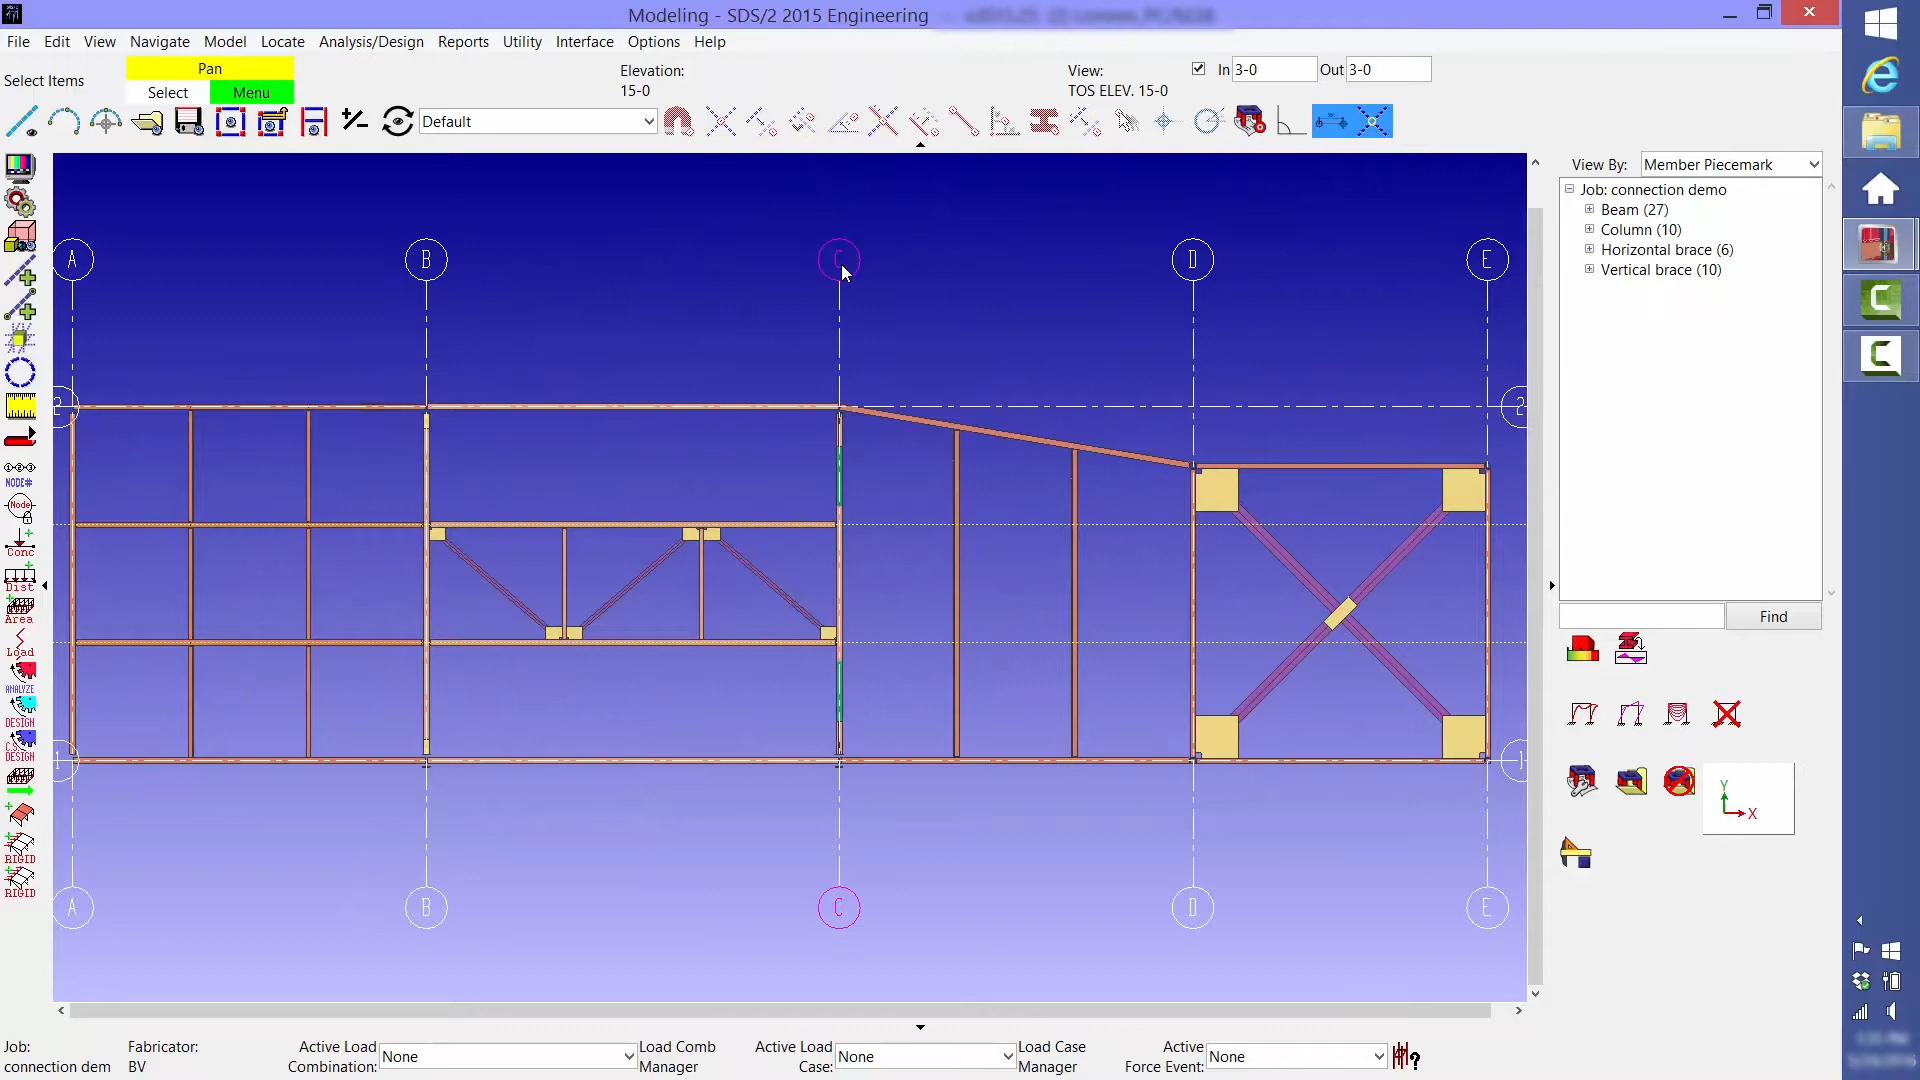 Modeling - SDS/2 2015 Engineering
File Edit View Navigate Model Locate Analysis/Design Reports Utility Interface Options Help
Select Items
Pan
Select Menu
Elevation:
15-0
View:
TOS ELEV. 15-0
In 3-0 Out 3-0
Default
View By: Member Piecemark
Job: connection demo
Beam (27)
Column (10)
Horizontal brace (6)
Vertical brace (10)
Find
NODE#
Node
Conc
Dist
Area
Load
ANALYZE
DESIGN
C.S.
DESIGN
RIGID
RIGID
A B C D E
2 2
1 1
A B C D E
Y
X
Job:
connection dem
Fabricator:
BV
Active Load
Combination: None
Load Comb
Manager
Active Load
Case: None
Load Case
Manager
Active
Force Event: None